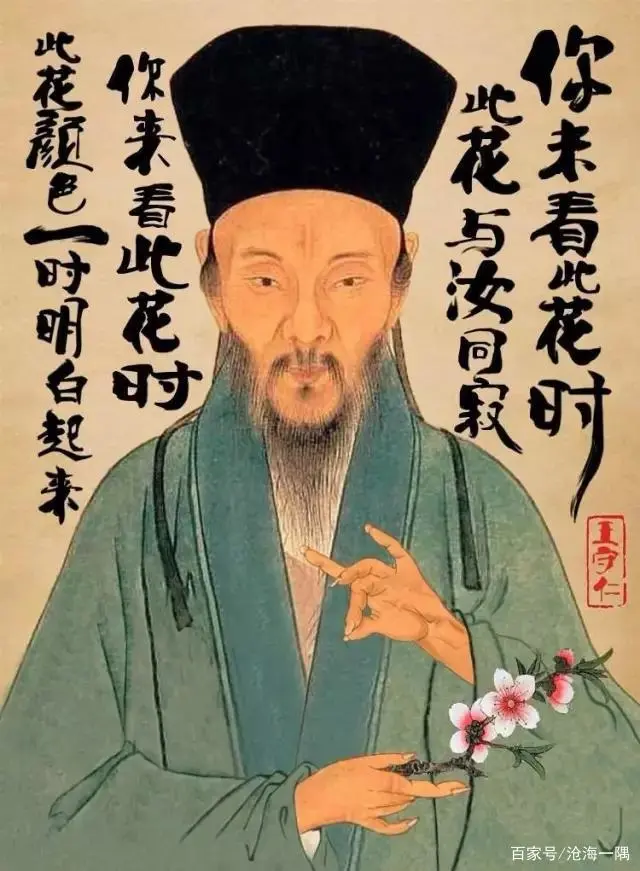 你未看此花时
此花与汝同寂
你来看此花时
此花颜色一时明白起来
王守仁
百家号/沧海一隅